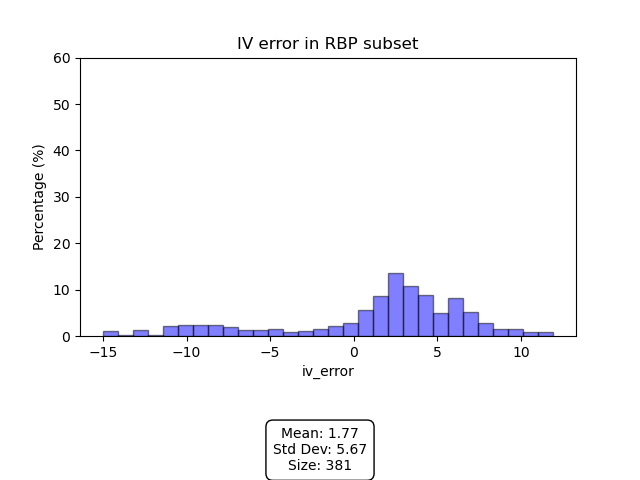 IV error in RBP subset
60
50
40
30
20
10
0
Percentage (%)
−15
−10
−5
0
5
10
iv_error
Mean: 1.77
Std Dev: 5.67
Size: 381